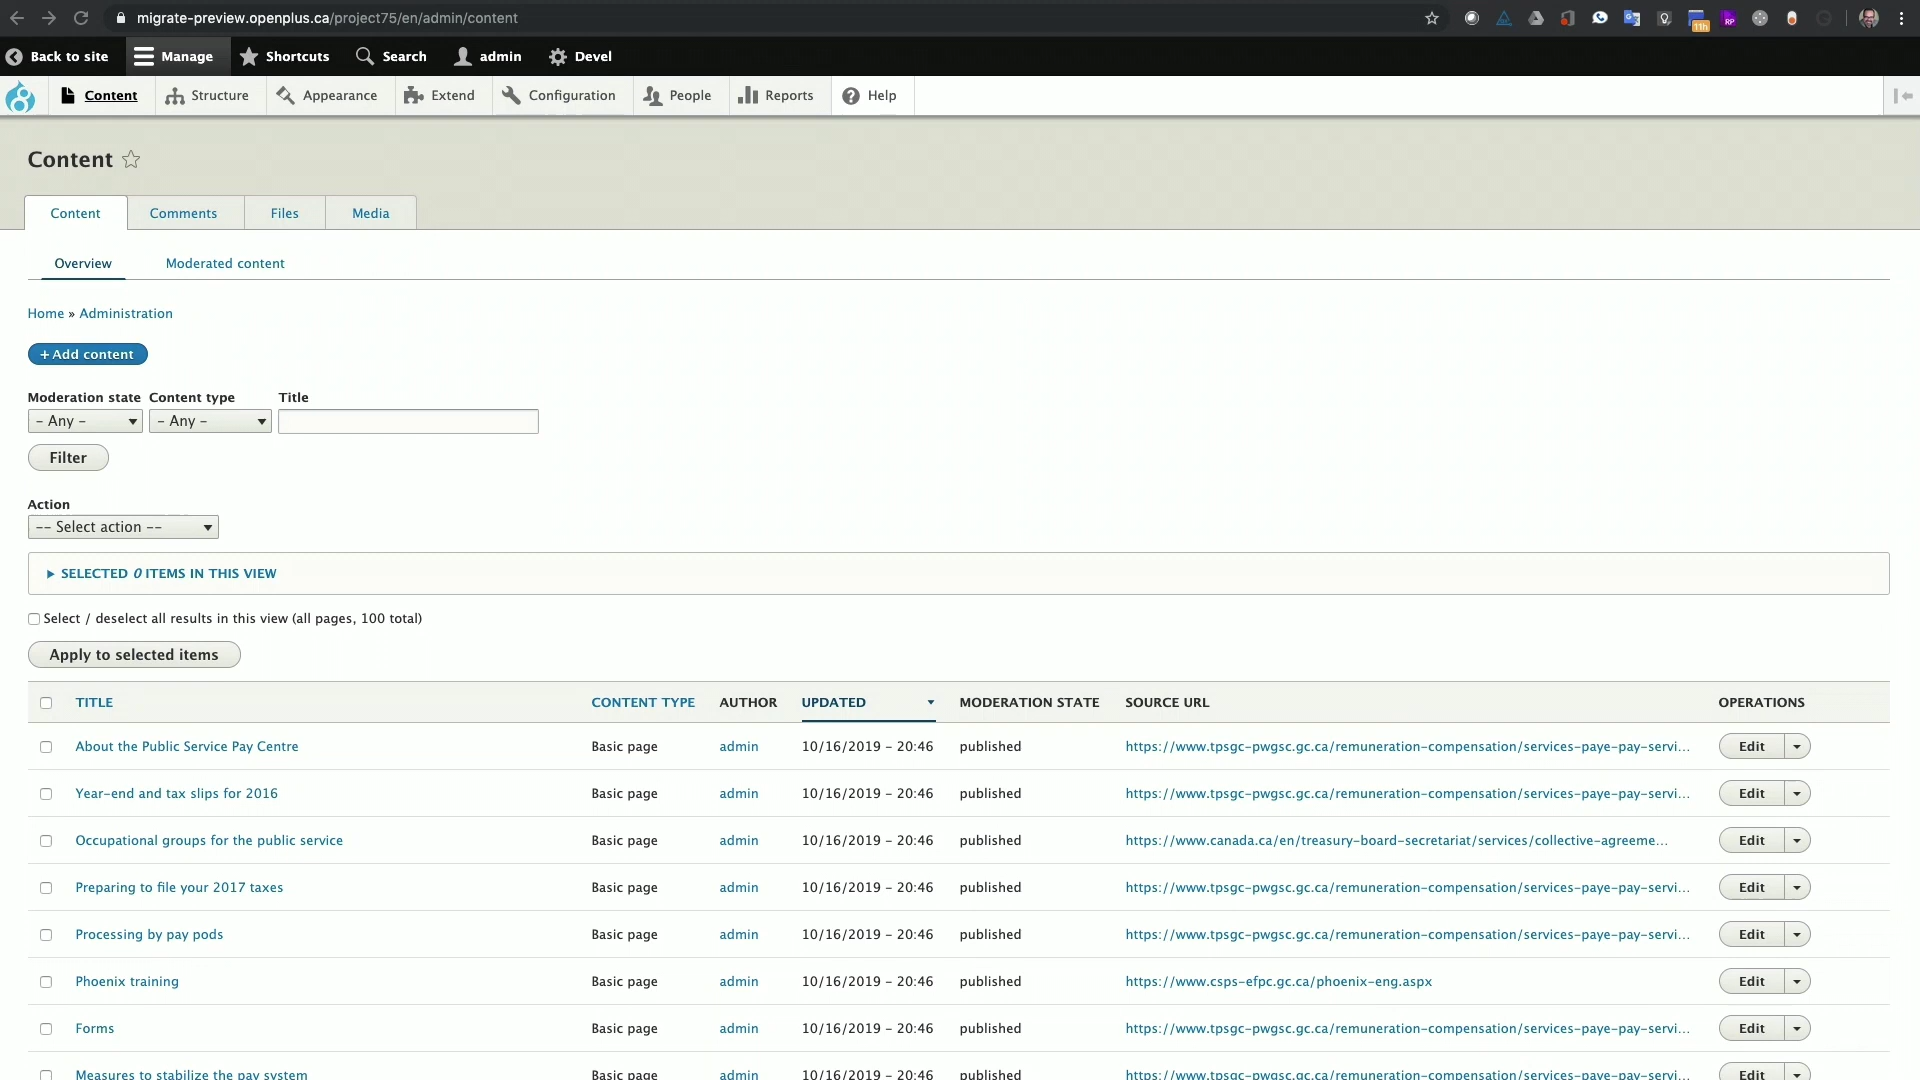 migrate-preview.openplus.ca/project75/en/admin/content
11h
RP
Back to site Manage Shortcuts Search admin Devel
Content Structure Appearance Extend Configuration People Reports Help
Content
Content Comments Files Media
Overview Moderated content
Home » Administration
+ Add content
Moderation state Content type Title
- Any - - Any -
Filter
Action
-- Select action --
SELECTED 0 ITEMS IN THIS VIEW
Select / deselect all results in this view (all pages, 100 total)
Apply to selected items
TITLE CONTENT TYPE AUTHOR UPDATED MODERATION STATE SOURCE URL OPERATIONS
About the Public Service Pay Centre Basic page admin 10/16/2019 - 20:46 published https://www.tpsgc-pwgsc.gc.ca/remuneration-compensation/services-paye-pay-servi... Edit
Year-end and tax slips for 2016 Basic page admin 10/16/2019 - 20:46 published https://www.tpsgc-pwgsc.gc.ca/remuneration-compensation/services-paye-pay-servi... Edit
Occupational groups for the public service Basic page admin 10/16/2019 - 20:46 published https://www.canada.ca/en/treasury-board-secretariat/services/collective-agreeme... Edit
Preparing to file your 2017 taxes Basic page admin 10/16/2019 - 20:46 published https://www.tpsgc-pwgsc.gc.ca/remuneration-compensation/services-paye-pay-servi... Edit
Processing by pay pods Basic page admin 10/16/2019 - 20:46 published https://www.tpsgc-pwgsc.gc.ca/remuneration-compensation/services-paye-pay-servi... Edit
Phoenix training Basic page admin 10/16/2019 - 20:46 published https://www.csps-efpc.gc.ca/phoenix-eng.aspx Edit
Forms Basic page admin 10/16/2019 - 20:46 published https://www.tpsgc-pwgsc.gc.ca/remuneration-compensation/services-paye-pay-servi... Edit
Measures to stabilize the pay system Basic page admin 10/16/2019 - 20:46 published https://www.tpsgc-pwgsc.gc.ca/remuneration-compensation/services-paye-pay-servi... Edit